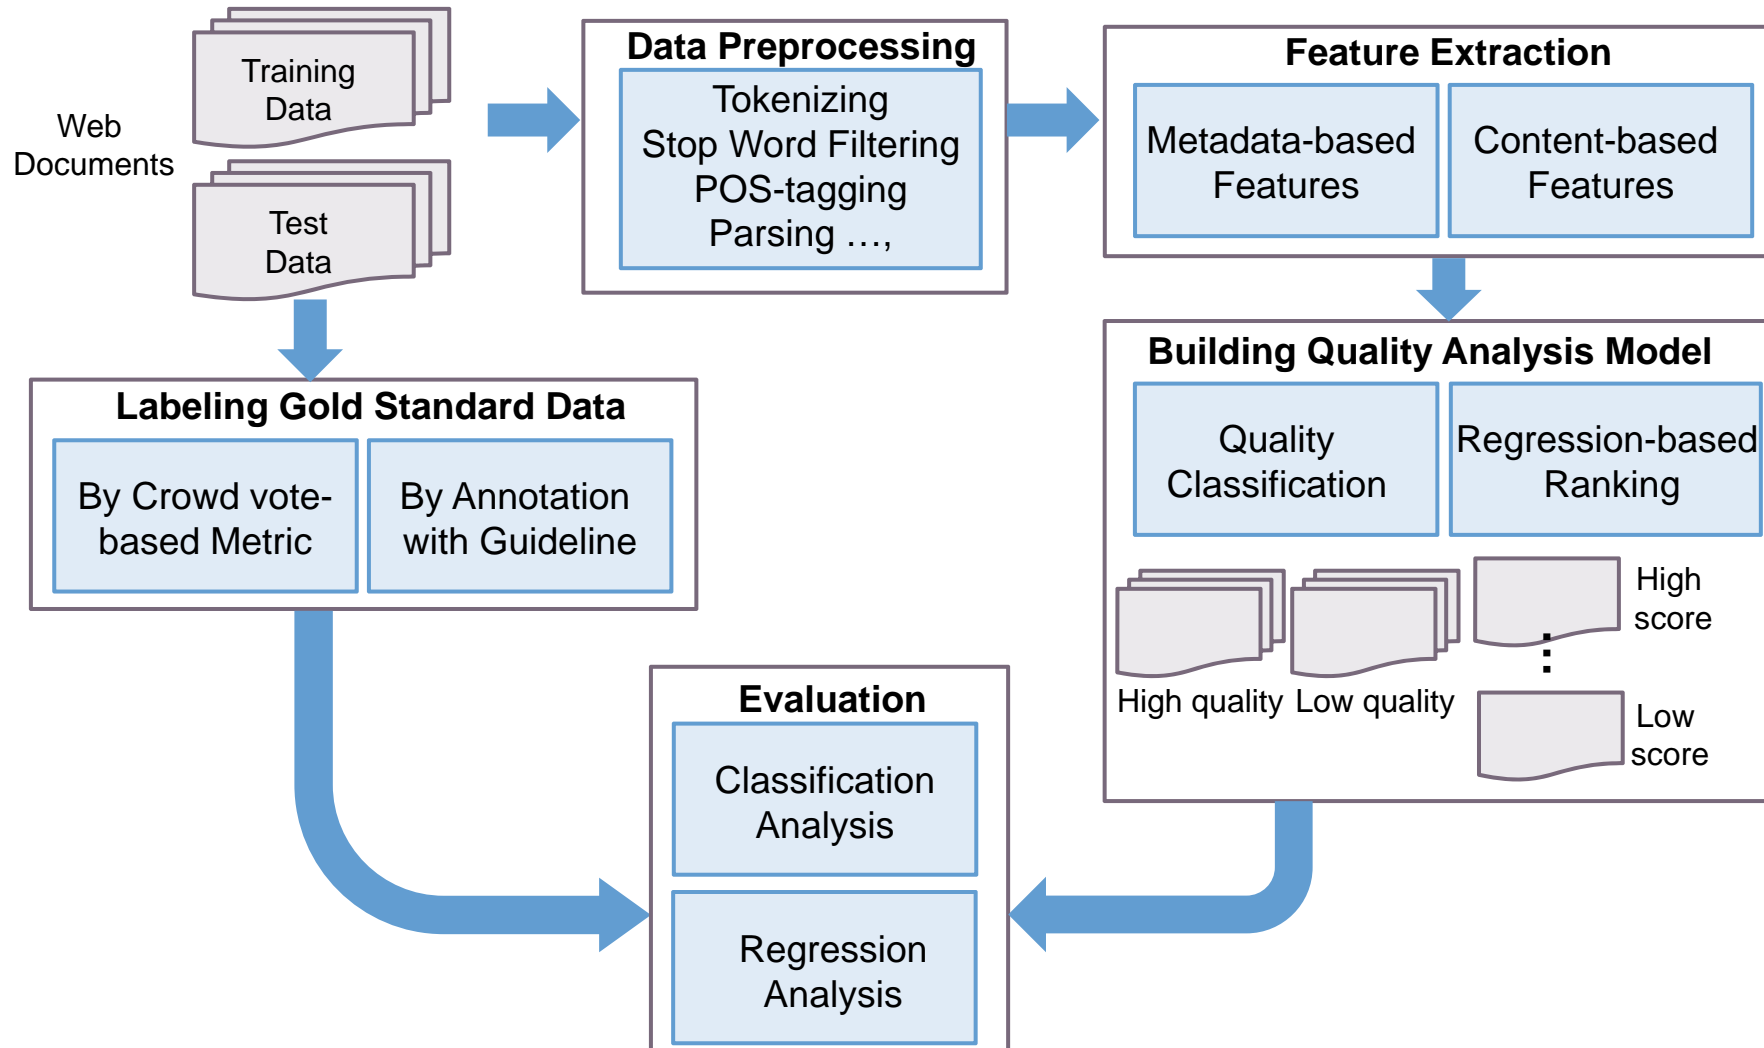 Web
Documents
Training
Data
Test
Data
Data Preprocessing
Tokenizing
Stop Word Filtering
POS-tagging
Parsing …,
Feature Extraction
Metadata-based
Features
Content-based
Features
Labeling Gold Standard Data
By Crowd vote-
based Metric
By Annotation
with Guideline
Building Quality Analysis Model
Quality
Classification
Regression-based
Ranking
High quality
Low quality
High
score
⋮
Low
score
Evaluation
Classification
Analysis
Regression
Analysis